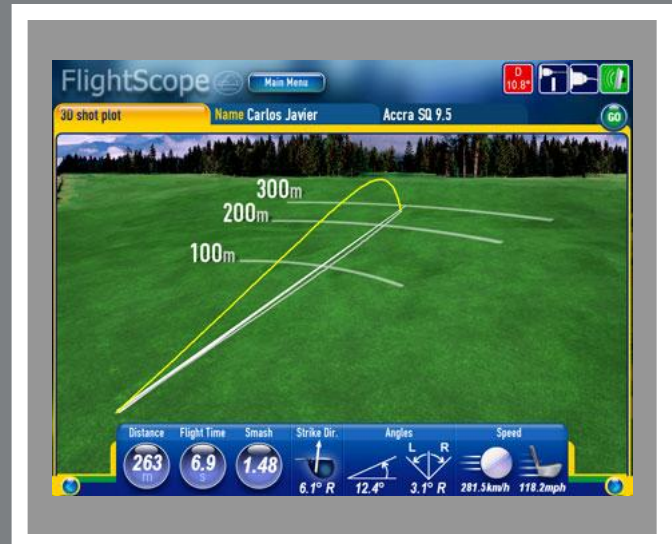 FlightScope Main Menu D 10.8°
3D shot plot Name Carlos Javier Accra SQ 9.5 GO
300m
200m
100m
Distance Flight Time Smash Strike Dir. Angles Speed
L R
263 6.9 1.48
m s
6.1° R 12.4° 3.1° R 281.5km/h 118.2mph